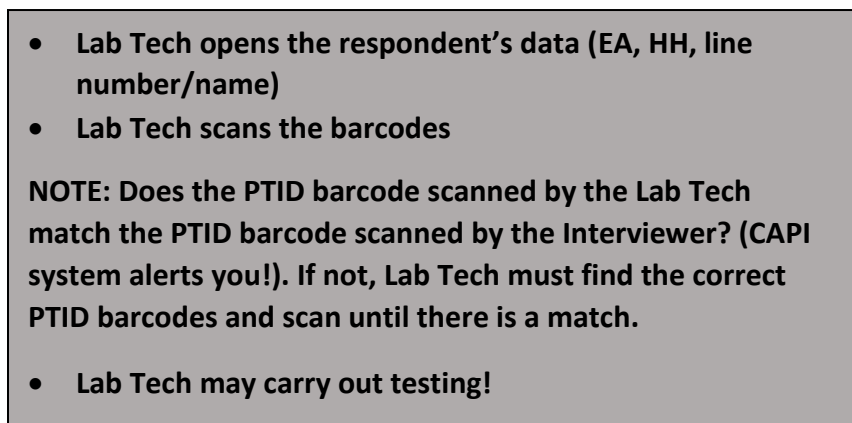 • Lab Tech opens the respondent’s data (EA, HH, line
number/name)
• Lab Tech scans the barcodes
NOTE: Does the PTID barcode scanned by the Lab Tech
match the PTID barcode scanned by the Interviewer? (CAPI
system alerts you!). If not, Lab Tech must find the correct
PTID barcodes and scan until there is a match.
• Lab Tech may carry out testing!